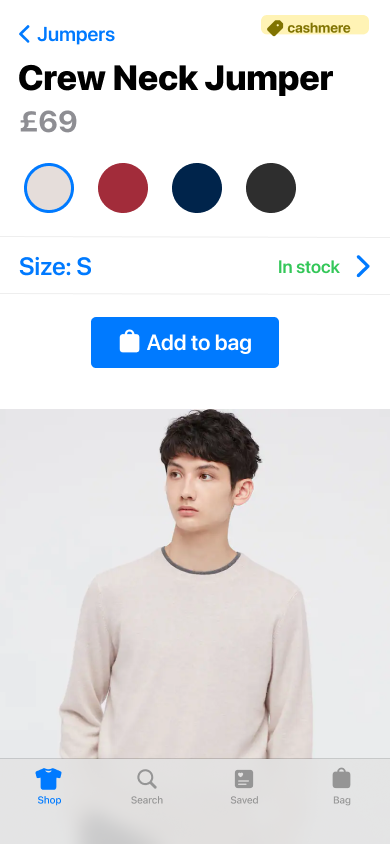 Jumpers
cashmere
Crew Neck Jumper
£69
Size: S
In stock
Add to bag
Shop
Search
Saved
Bag